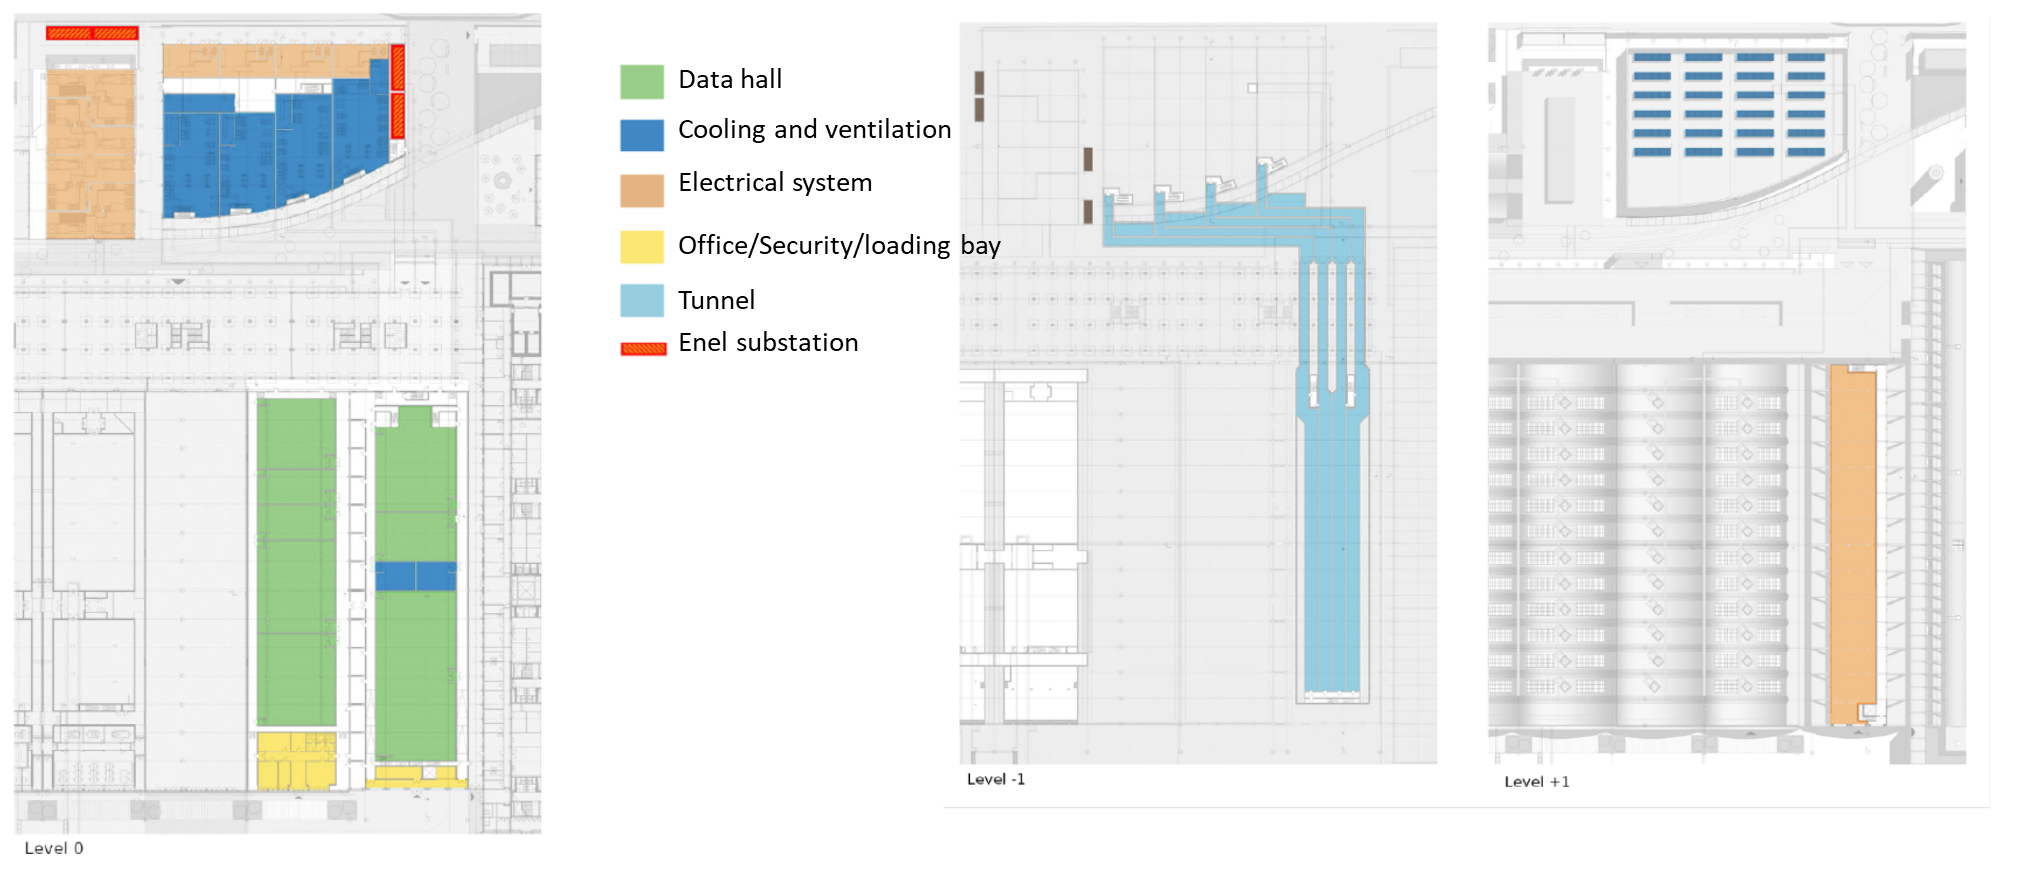 Data hall
Cooling and ventilation
Electrical system
Office/Security/loading bay
Tunnel
Enel substation
Level 0
Level -1
Level +1